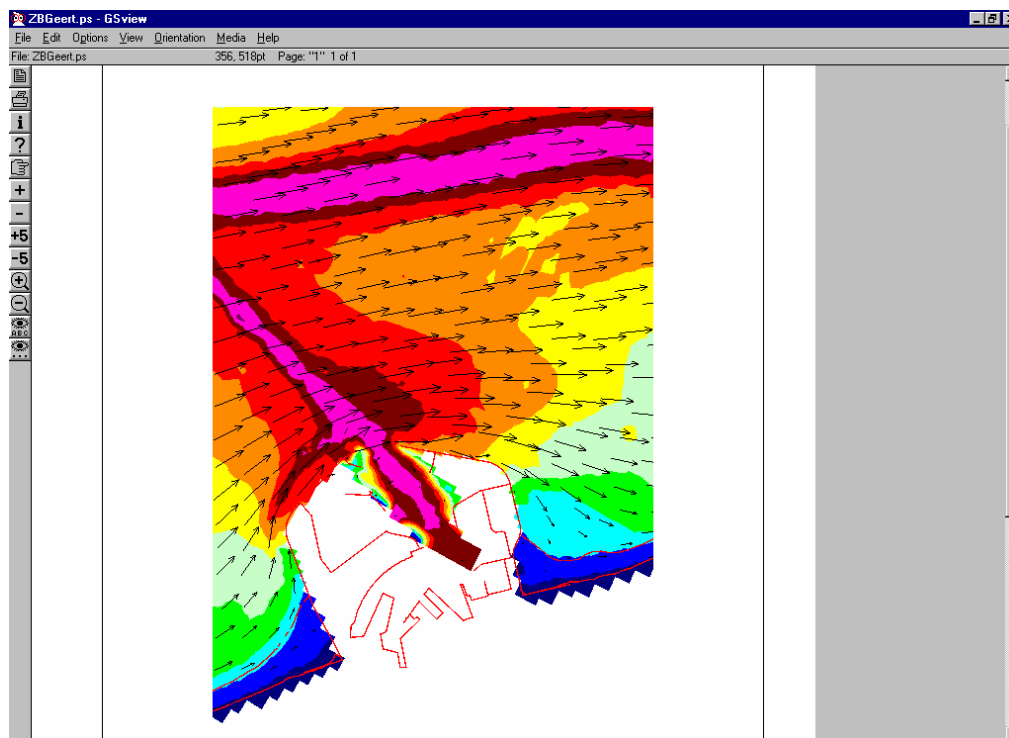 ZBGeert.ps - GSview
File Edit Options View Orientation Media Help
File: ZBGeert.ps 356, 518pt Page: "1" 1 of 1
i
?
+
-
+5
-5
ABC